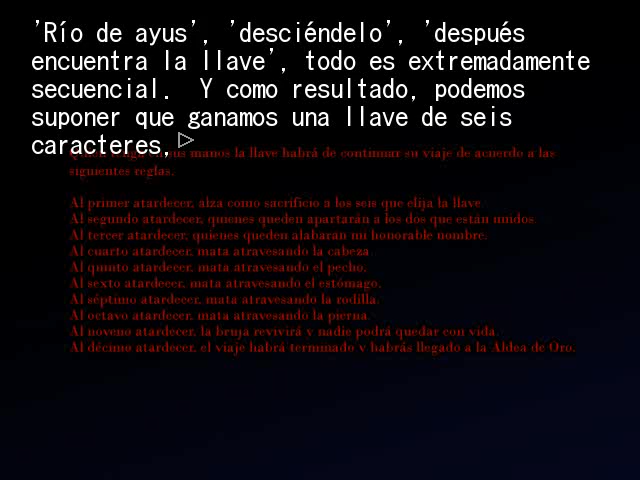 'Río de ayus', 'desciéndelo', 'después
encuentra la llave', todo es extremadamente
secuencial.  Y como resultado, podemos
suponer que ganamos una llave de seis
caracteres,
manos la llave habrá de continuar su viaje de acuerdo a las
siguientes reglas.
Al primer atardecer, alza como sacrificio a los seis que elija la llave.
Al segundo atardecer, quienes queden apartarán a los dos que están unidos.
Al tercer atardecer, quienes queden alabarán mi honorable nombre.
Al cuarto atardecer, mata atravesando la cabeza.
Al quinto atardecer, mata atravesando el pecho.
Al sexto atardecer, mata atravesando el estómago.
Al séptimo atardecer, mata atravesando la rodilla.
Al octavo atardecer, mata atravesando la pierna.
Al noveno atardecer, la bruja revivirá y nadie podrá quedar con vida.
Al décimo atardecer, el viaje habrá terminado y habrás llegado a la Aldea de Oro.